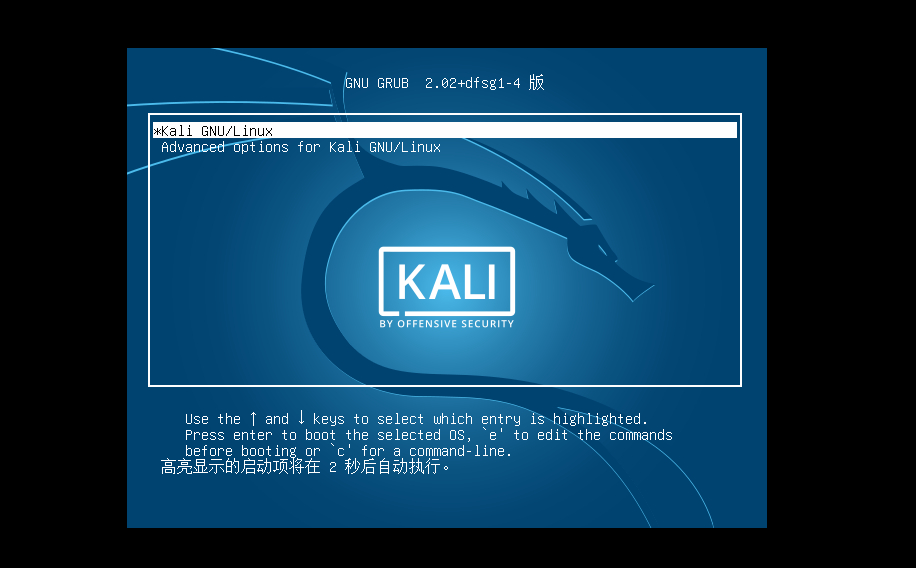 GNU GRUB  2.02+dfsg1-4 版
*Kali GNU/Linux
Advanced options for Kali GNU/Linux
KALI
BY OFFENSIVE SECURITY
Use the ↑ and ↓ keys to select which entry is highlighted.
Press enter to boot the selected OS, `e' to edit the commands
before booting or `c' for a command-line.
高亮显示的启动项将在 2 秒后自动执行。